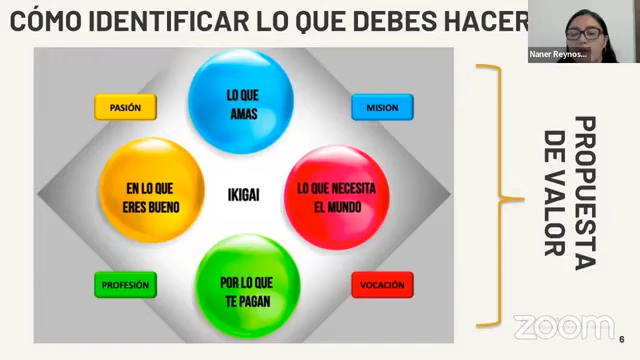 CÓMO IDENTIFICAR LO QUE DEBES HACER
Naner Reynos...
PASIÓN
LO QUE
AMAS
MISION
EN LO QUE
ERES BUENO
IKIGAI
LO QUE NECESITA
EL MUNDO
PROFESIÓN
POR LO QUE
TE PAGAN
VOCACIÓN
PROPUESTA
DE VALOR
zoom
6